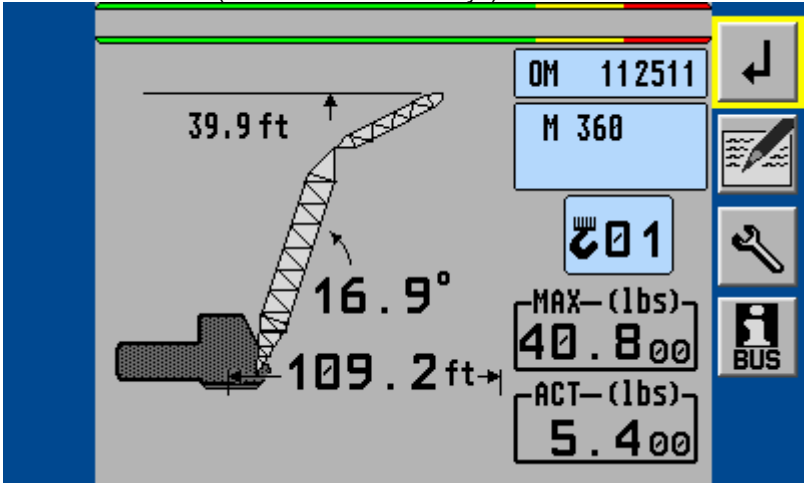 39.9 ft
OM 112511
M 360
01
16.9°
MAX (lbs)
40.800
109.2 ft
BUS
ACT (lbs)
5.400